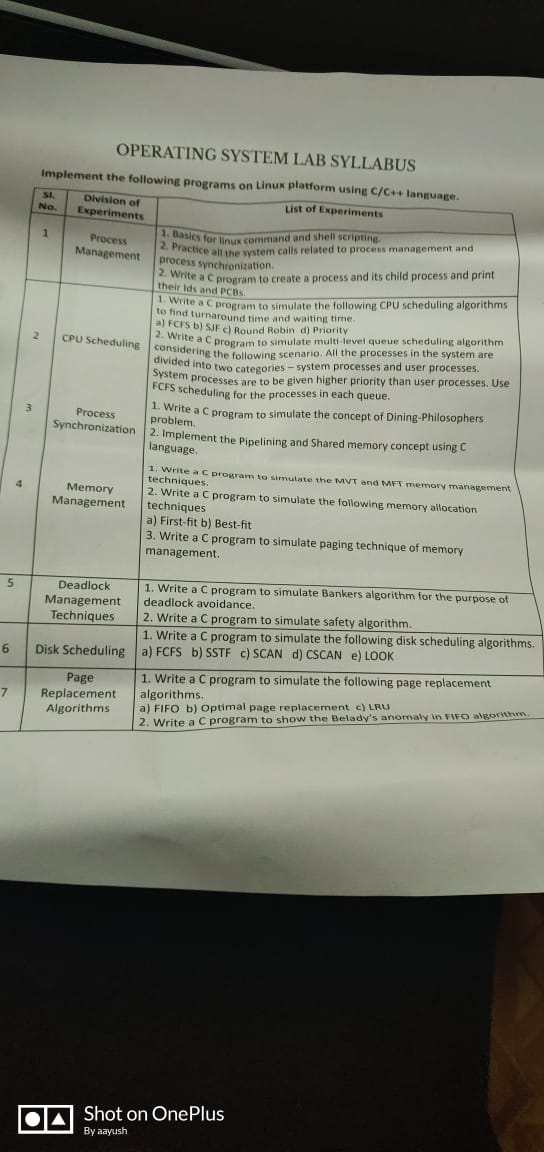 OPERATING SYSTEM LAB SYLLABUS
Implement the following programs on Linux platform using C/C++ language.
Sl. No.
Division of Experiments
List of Experiments
1
Process
Management
1. Basics for linux command and shell scripting.
2. Practice all the system calls related to process management and
process synchronization.
2. Write a C program to create a process and its child process and print
their Ids and PCBs.
2
CPU Scheduling
1. Write a C program to simulate the following CPU scheduling algorithms
to find turnaround time and waiting time.
a) FCFS b) SJF c) Round Robin d) Priority
2. Write a C program to simulate multi-level queue scheduling algorithm
considering the following scenario. All the processes in the system are
divided into two categories – system processes and user processes.
System processes are to be given higher priority than user processes. Use
FCFS scheduling for the processes in each queue.
3
Process
Synchronization
1. Write a C program to simulate the concept of Dining-Philosophers
problem.
2. Implement the Pipelining and Shared memory concept using C
language.
4
Memory
Management
1. Write a C program to simulate the MVT and MFT memory management
techniques.
2. Write a C program to simulate the following memory allocation
techniques
a) First-fit b) Best-fit
3. Write a C program to simulate paging technique of memory
management.
5
Deadlock
Management
Techniques
1. Write a C program to simulate Bankers algorithm for the purpose of
deadlock avoidance.
2. Write a C program to simulate safety algorithm.
6
Disk Scheduling
1. Write a C program to simulate the following disk scheduling algorithms.
a) FCFS b) SSTF c) SCAN d) CSCAN e) LOOK
7
Page
Replacement
Algorithms
1. Write a C program to simulate the following page replacement
algorithms.
a) FIFO b) Optimal page replacement c) LRU
2. Write a C program to show the Belady's anomaly in FIFO algorithm.
Shot on OnePlus
By aayush